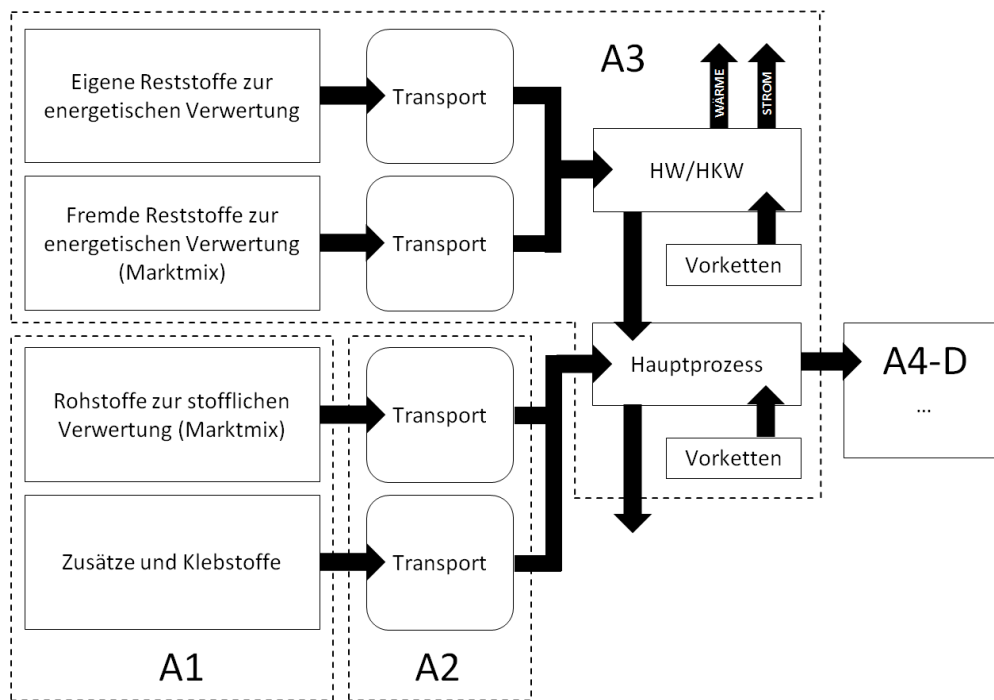 Eigene Reststoffe zur
energetischen Verwertung
Transport
A3
WÄRME
STROM
HW/HKW
Fremde Reststoffe zur
energetischen Verwertung
(Marktmix)
Transport
Vorketten
Rohstoffe zur stofflichen
Verwertung (Marktmix)
Transport
Hauptprozess
A4-D
...
Vorketten
Zusätze und Klebstoffe
Transport
A1
A2